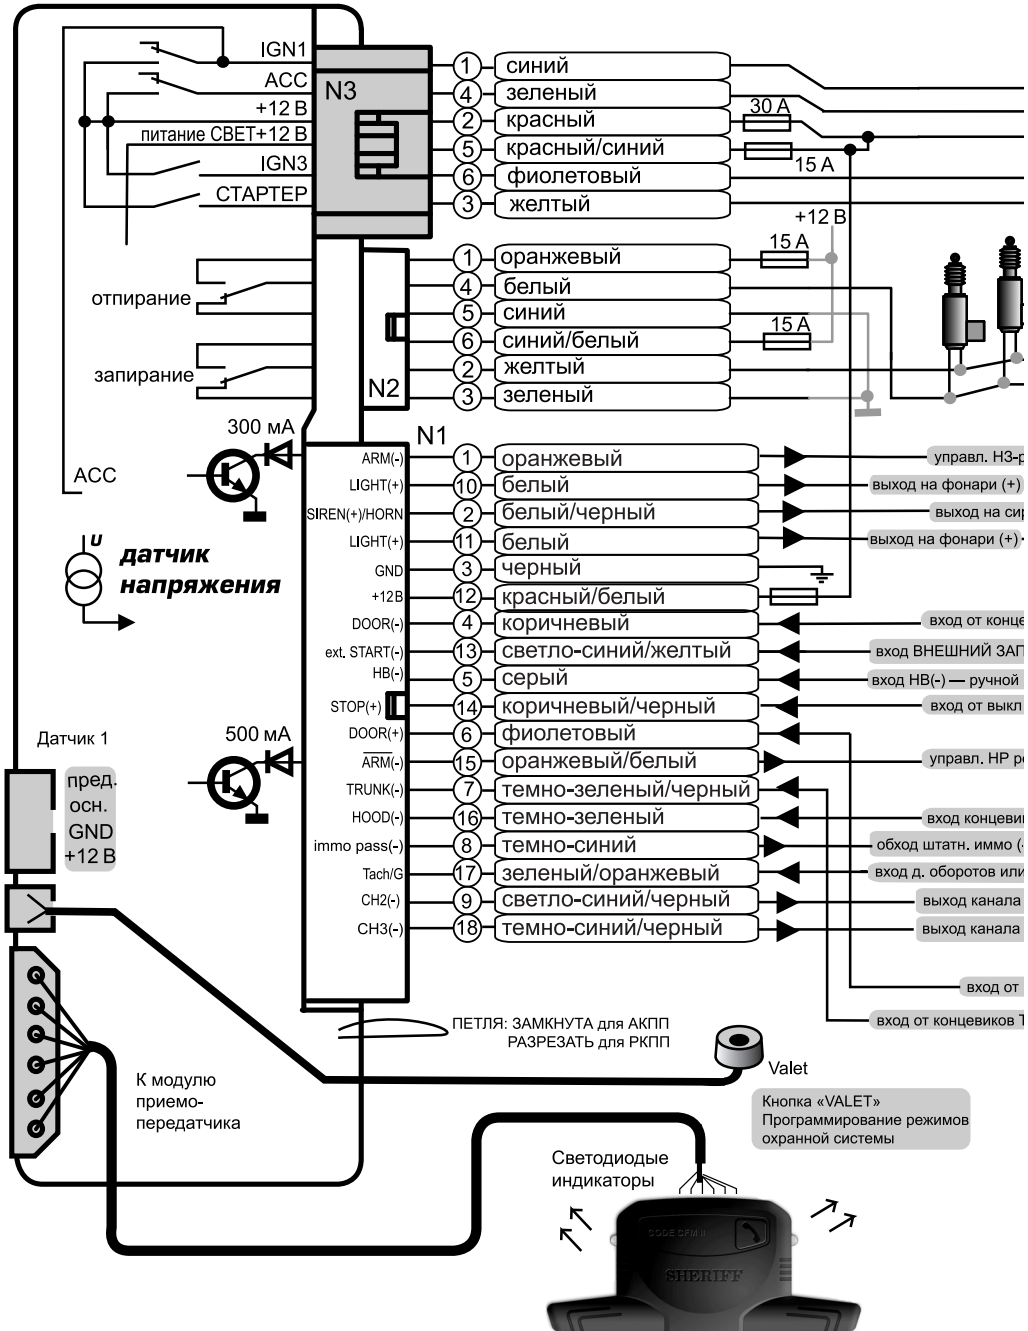 IGN1
ACC
+12 В
питание СВЕТ+12 В
IGN3
СТАРТЕР
N3
1 синий
4 зеленый
2 красный
5 красный/синий
6 фиолетовый
3 желтый
30 А
15 А
+12 В
15 А
15 А
отпирание
запирание
N2
1 оранжевый
4 белый
5 синий
6 синий/белый
2 желтый
3 зеленый
300 мА
ACC
U
датчик
напряжения
500 мА
N1
ARM(-) 1 оранжевый управл. НЗ-р
LIGHT(+) 10 белый выход на фонари (+)
SIREN(+)/HORN 2 белый/черный выход на сир
LIGHT(+) 11 белый выход на фонари (+)
GND 3 черный
+12В 12 красный/белый
DOOR(-) 4 коричневый вход от конце
ext. START(-) 13 светло-синий/желтый вход ВНЕШНИЙ ЗАП
HB(-) 5 серый вход HB(-) — ручной
STOP(+) 14 коричневый/черный вход от выкл
DOOR(+) 6 фиолетовый
ARM(-) 15 оранжевый/белый управл. НР ре
TRUNK(-) 7 темно-зеленый/черный
HOOD(-) 16 темно-зеленый вход концеви
immo pass(-) 8 темно-синий обход штатн. иммо (-
Tach/G 17 зеленый/оранжевый вход д. оборотов или
CH2(-) 9 светло-синий/черный выход канала
CH3(-) 18 темно-синий/черный выход канала
вход от
вход от концевиков Т
Датчик 1
пред.
осн.
GND
+12 В
ПЕТЛЯ: ЗАМКНУТА для АКПП
РАЗРЕЗАТЬ для РКПП
Valet
Кнопка «VALET»
Программирование режимов
охранной системы
К модулю
приемо-
передатчика
Светодиодые
индикаторы
CODE CFM II
SHERIFF